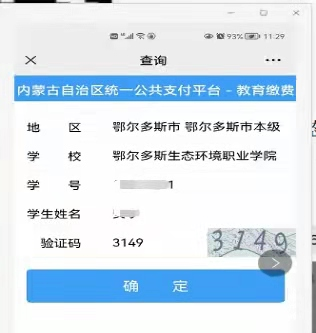 93% 11:29
查询
内蒙古自治区统一公共支付平台-教育缴费
地 区 鄂尔多斯市 鄂尔多斯市本级
学 校 鄂尔多斯生态环境职业学院
学 号 1
学生姓名
验证码 3149 3149
确 定